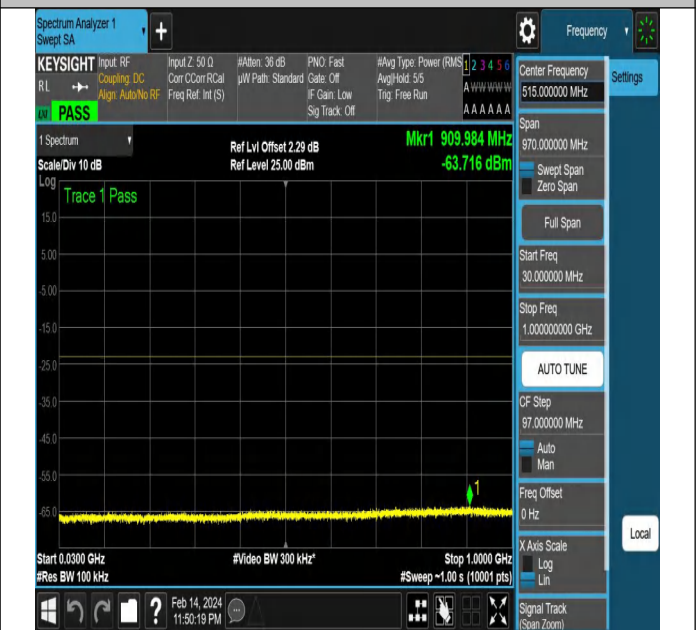 Spectrum Analyzer 1
Swept SA
+
Frequency
KEYSIGHT
RL
PASS
Input: RF
Coupling: DC
Align: Auto/No RF
Input Z: 50 Ω
Corr CCorr RCal
Freq Ref: Int (S)
#Atten: 36 dB
µW Path: Standard
PNO: Fast
Gate: Off
IF Gain: Low
Sig Track: Off
#Avg Type: Power (RMS
Avg|Hold: 5/5
Trig: Free Run
1 2 3 4 5 6
A W W W W W
A A A A A A
1 Spectrum
Scale/Div 10 dB
Ref Lvl Offset 2.29 dB
Ref Level 25.00 dBm
Mkr1 909.984 MHz
-63.716 dBm
Log
Trace 1 Pass
15.0
5.00
-5.00
-15.0
-25.0
-35.0
-45.0
-55.0
-65.0
1
Start 0.0300 GHz
#Res BW 100 kHz
#Video BW 300 kHz*
Stop 1.0000 GHz
#Sweep ~1.00 s (10001 pts)
Center Frequency
515.000000 MHz
Settings
Span
970.000000 MHz
Swept Span
Zero Span
Full Span
Start Freq
30.000000 MHz
Stop Freq
1.000000000 GHz
AUTO TUNE
CF Step
97.000000 MHz
Auto
Man
Freq Offset
0 Hz
Local
X Axis Scale
Log
Lin
Signal Track
(Span Zoom)
?
Feb 14, 2024
11:50:19 PM